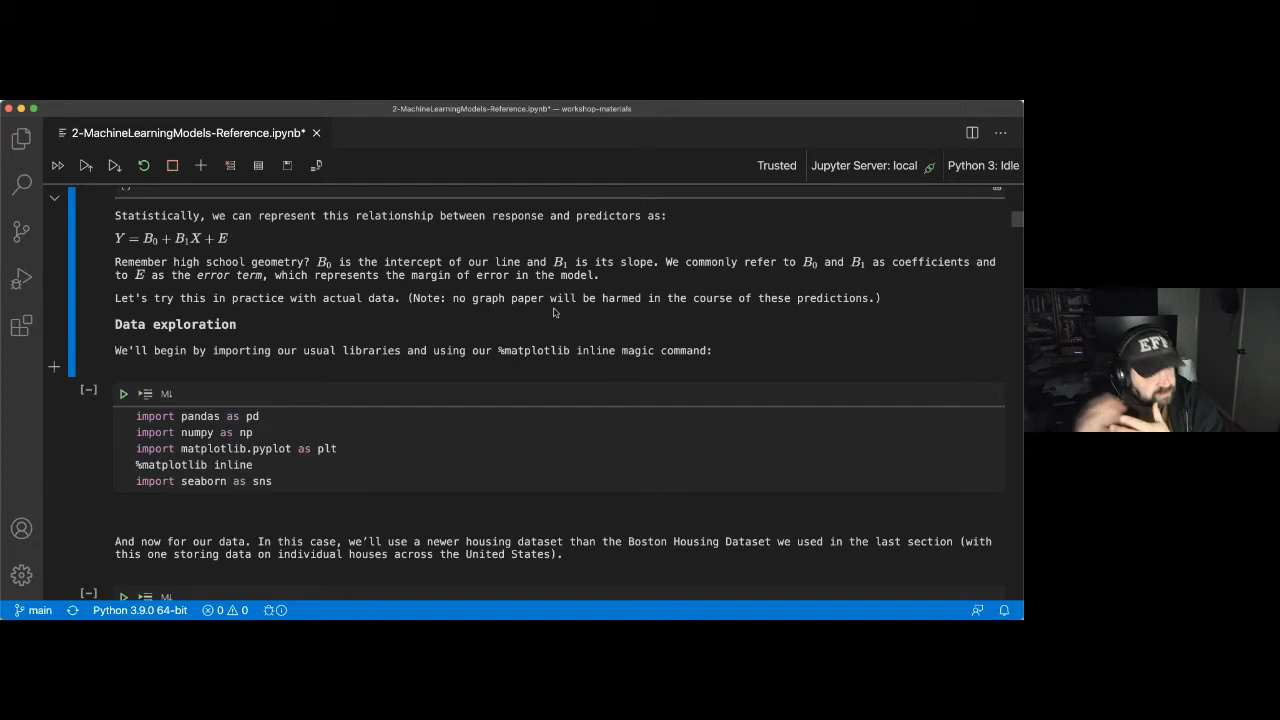 2-MachineLearningModels-Reference.ipynb* — workshop-materials
2-MachineLearningModels-Reference.ipynb*
Trusted
Jupyter Server: local
Python 3: Idle
Statistically, we can represent this relationship between response and predictors as:
Y = B₀ + B₁X + E
Remember high school geometry? B₀ is the intercept of our line and B₁ is its slope. We commonly refer to B₀ and B₁ as coefficients and
to E as the error term, which represents the margin of error in the model.
Let's try this in practice with actual data. (Note: no graph paper will be harmed in the course of these predictions.)
Data exploration
We'll begin by importing our usual libraries and using our %matplotlib inline magic command:
[-]
M↓
import pandas as pd
import numpy as np
import matplotlib.pyplot as plt
%matplotlib inline
import seaborn as sns
And now for our data. In this case, we’ll use a newer housing dataset than the Boston Housing Dataset we used in the last section (with
this one storing data on individual houses across the United States).
[-]
M↓
main
Python 3.9.0 64-bit
0
0
EFF